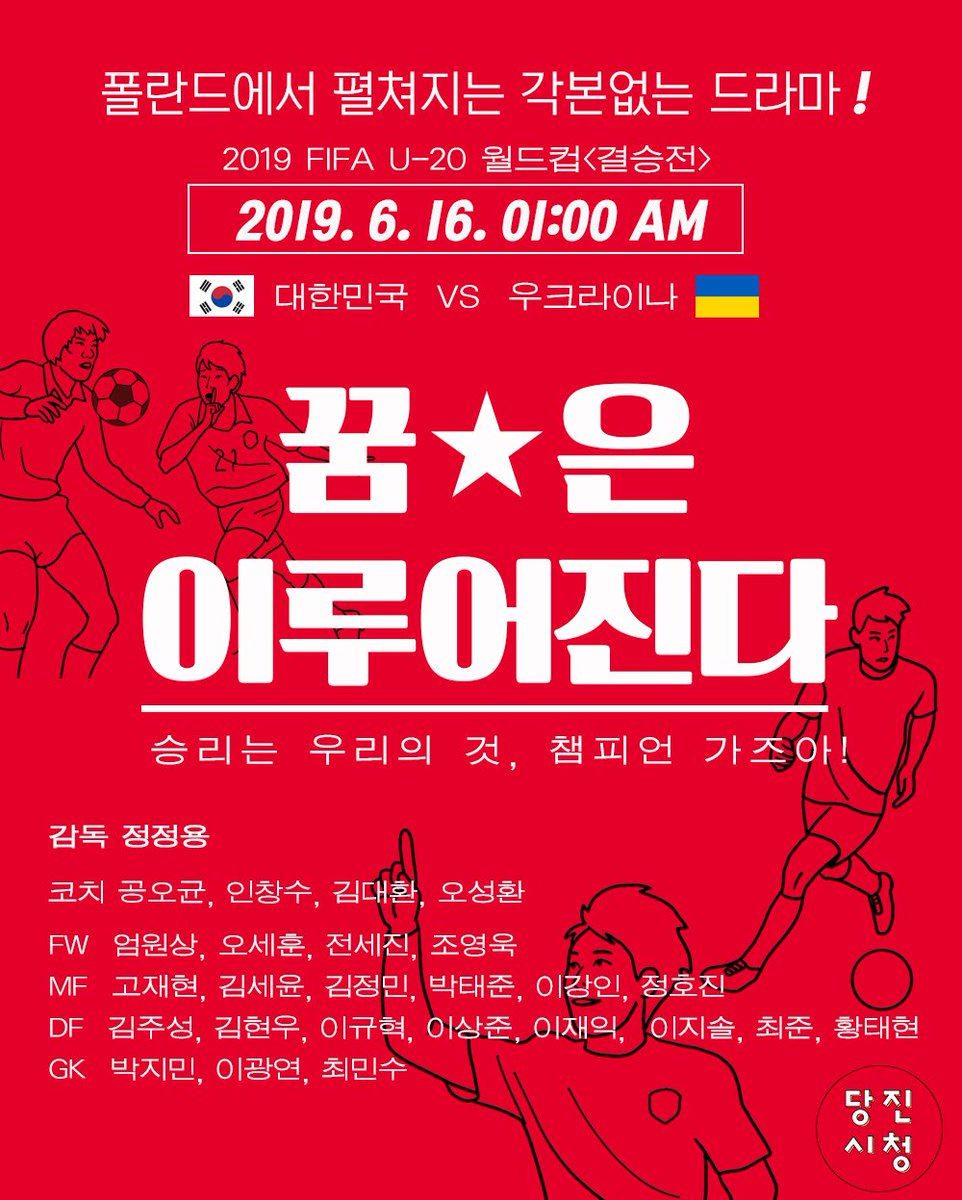 폴란드에서 펼쳐지는 각본없는 드라마!
2019 FIFA U-20 월드컵<결승전>
2019. 6. 16. 01:00 AM
대한민국 VS 우크라이나
꿈★은
이루어진다
승리는 우리의 것, 챔피언 가즈아!
감독 정정용
코치 공오균, 인창수, 김대환, 오성환
FW 엄원상, 오세훈, 전세진, 조영욱
MF 고재현, 김세윤, 김정민, 박태준, 이강인, 정호진
DF 김주성, 김현우, 이규혁, 이상준, 이재익, 이지솔, 최준, 황태현
GK 박지민, 이광연, 최민수
22
당진
시청